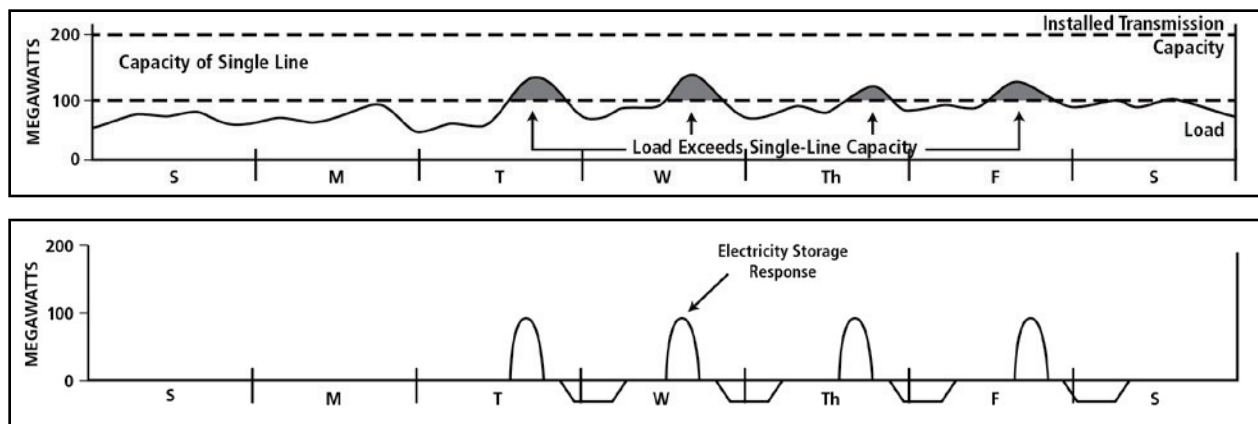 Installed Transmission
Capacity
200
Capacity of Single Line
100
MEGAWATTS
Load Exceeds Single-Line Capacity
Load
0
S M T W Th F S
Electricity Storage
Response
200
100
MEGAWATTS
0
S M T W Th F S